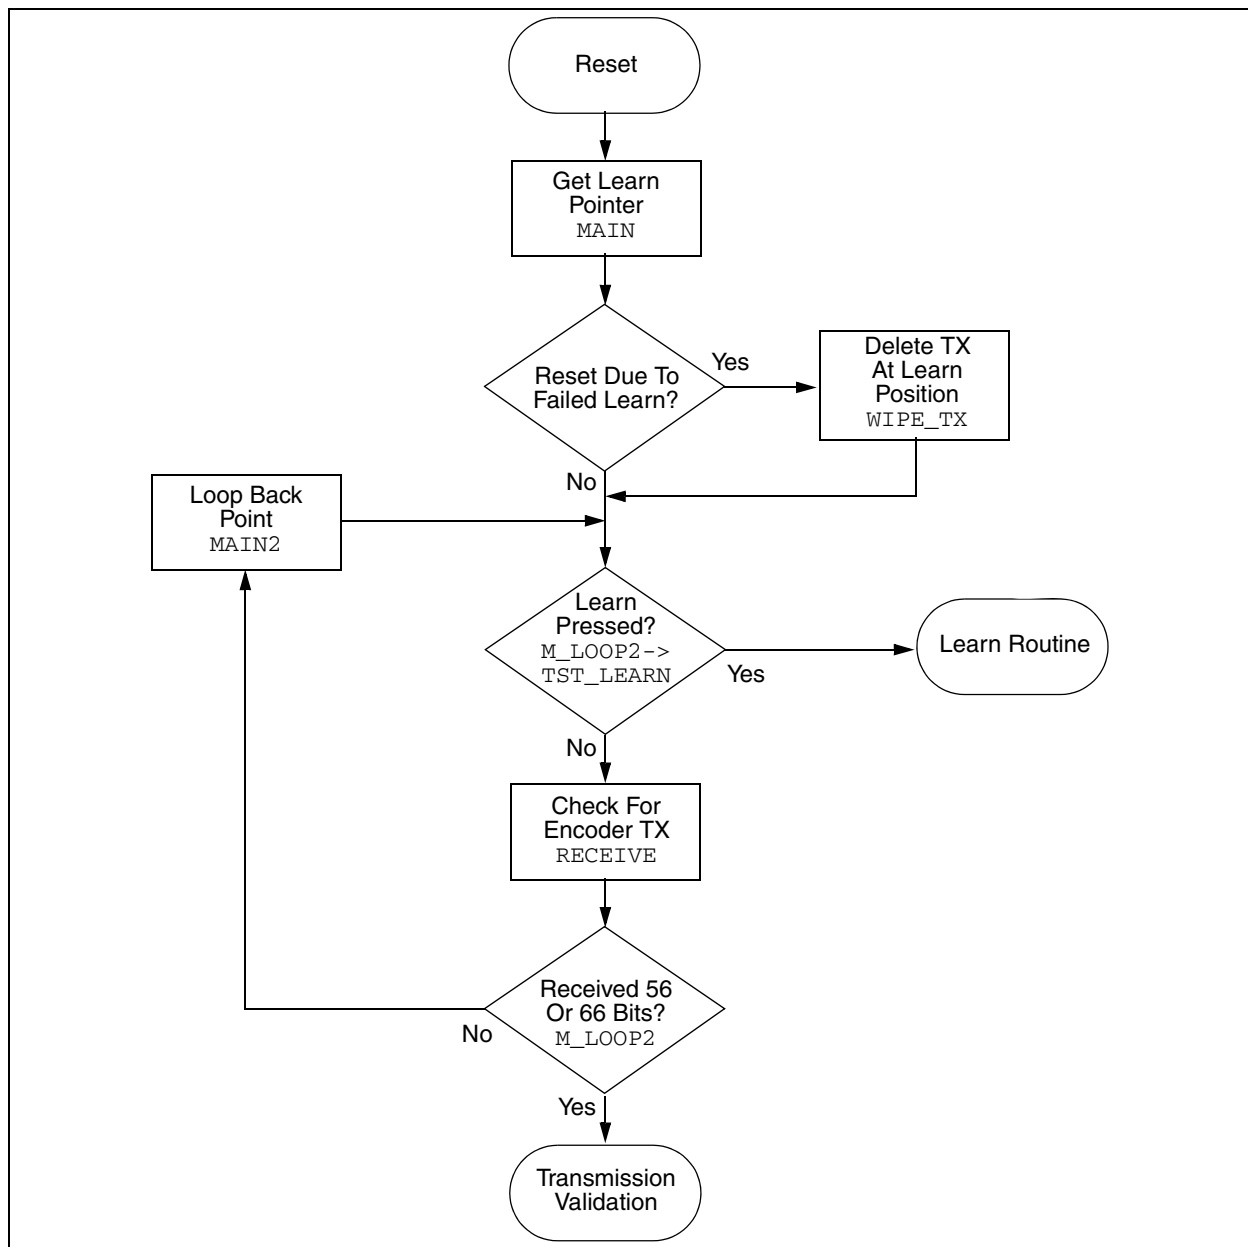 Reset
Get Learn
Pointer
MAIN
Reset Due To
Failed Learn?
Yes
Delete TX
At Learn
Position
WIPE_TX
No
Loop Back
Point
MAIN2
Learn
Pressed?
M_LOOP2->
TST_LEARN
Yes
Learn Routine
No
Check For
Encoder TX
RECEIVE
Received 56
Or 66 Bits?
M_LOOP2
No
Yes
Transmission
Validation